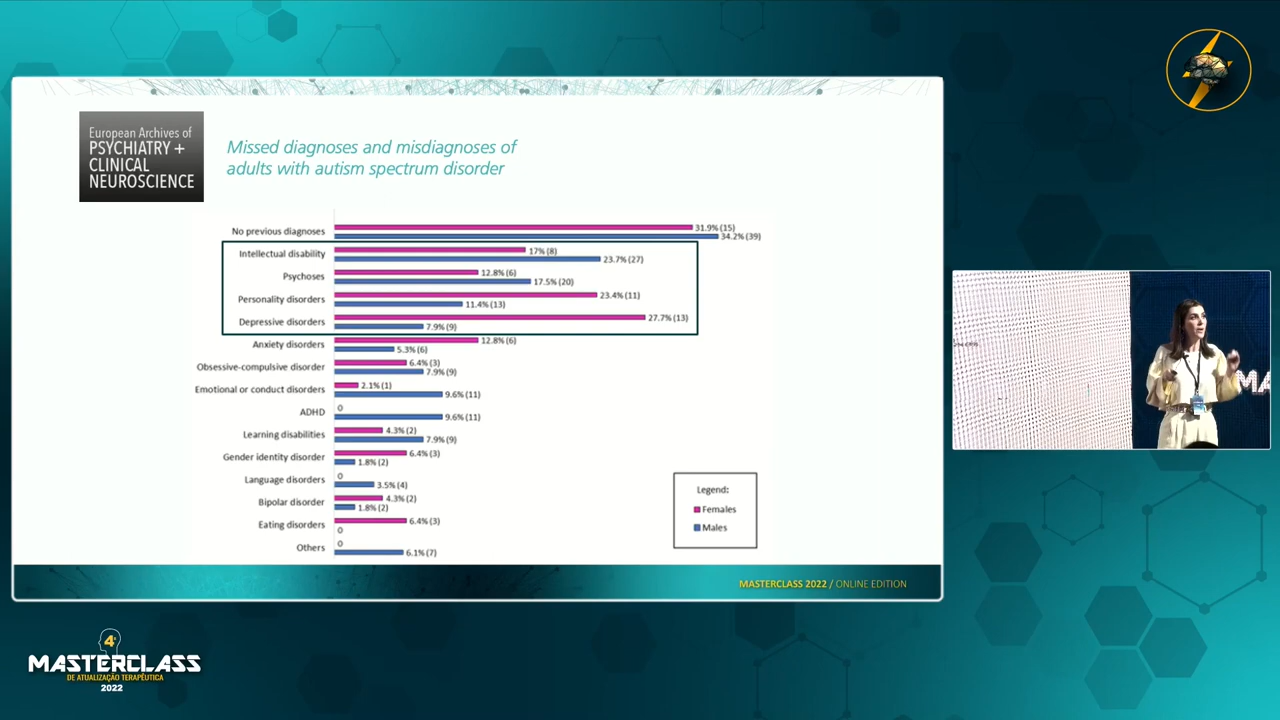 European Archives of
PSYCHIATRY +
CLINICAL
NEUROSCIENCE
Missed diagnoses and misdiagnoses of
adults with autism spectrum disorder
No previous diagnoses
31.9% (15)
34.2% (39)
Intellectual disability
17% (8)
23.7% (27)
Psychoses
12.8% (6)
17.5% (20)
Personality disorders
23.4% (11)
11.4% (13)
Depressive disorders
27.7% (13)
7.9% (9)
Anxiety disorders
12.8% (6)
5.3% (6)
Obsessive-compulsive disorder
6.4% (3)
7.9% (9)
Emotional or conduct disorders
2.1% (1)
9.6% (11)
ADHD
0
9.6% (11)
Learning disabilities
4.3% (2)
7.9% (9)
Gender identity disorder
6.4% (3)
1.8% (2)
Language disorders
0
3.5% (4)
Bipolar disorder
4.3% (2)
1.8% (2)
Eating disorders
6.4% (3)
0
Others
0
6.1% (7)
Legend:
Females
Males
MASTERCLASS 2022 / ONLINE EDITION
MA
4ª
MASTERCLASS
DE ATUALIZAÇÃO TERAPÊUTICA
2022